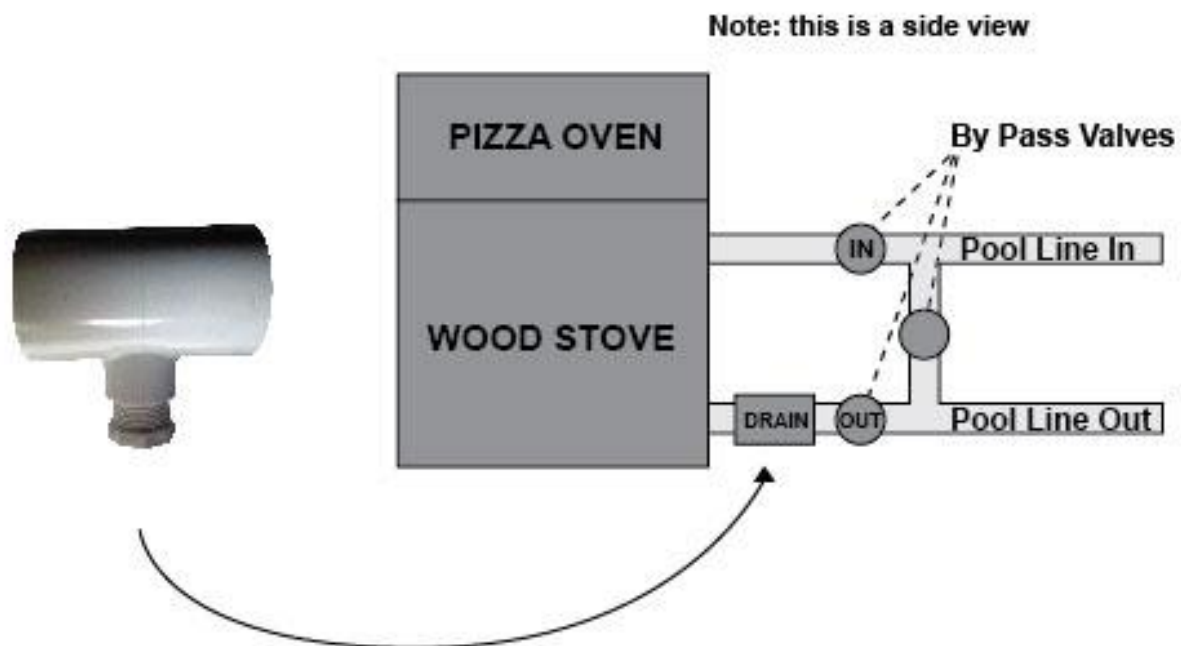 Note: this is a side view
PIZZA OVEN
By Pass Valves
IN
Pool Line In
WOOD STOVE
DRAIN
OUT
Pool Line Out